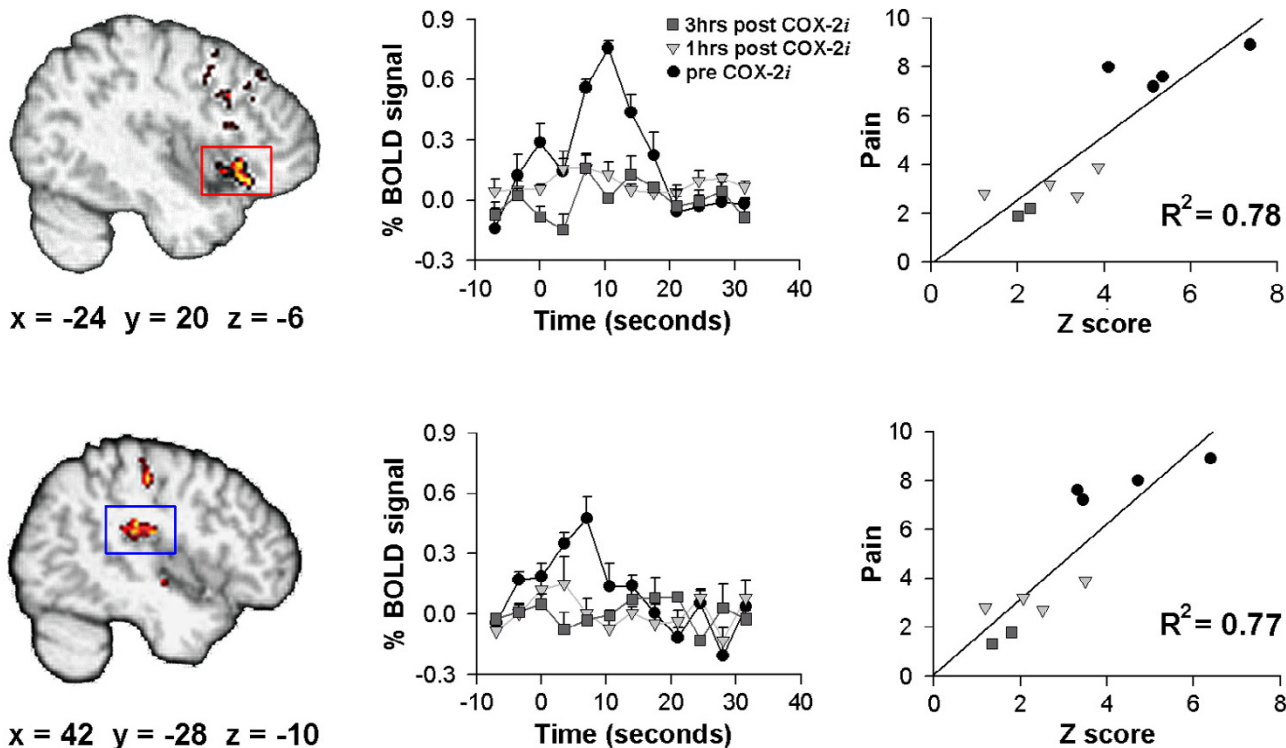 0.9
0.6
0.3
0.0
-0.3
% BOLD signal
3hrs post COX-2i
1hrs post COX-2i
pre COX-2i
-10 0 10 20 30 40
Time (seconds)
10
8
6
4
2
0
Pain
R² = 0.78
0 2 4 6 8
Z score
x = -24 y = 20 z = -6
0.9
0.6
0.3
0.0
-0.3
% BOLD signal
-10 0 10 20 30 40
Time (seconds)
10
8
6
4
2
0
Pain
R² = 0.77
0 2 4 6 8
Z score
x = 42 y = -28 z = -10